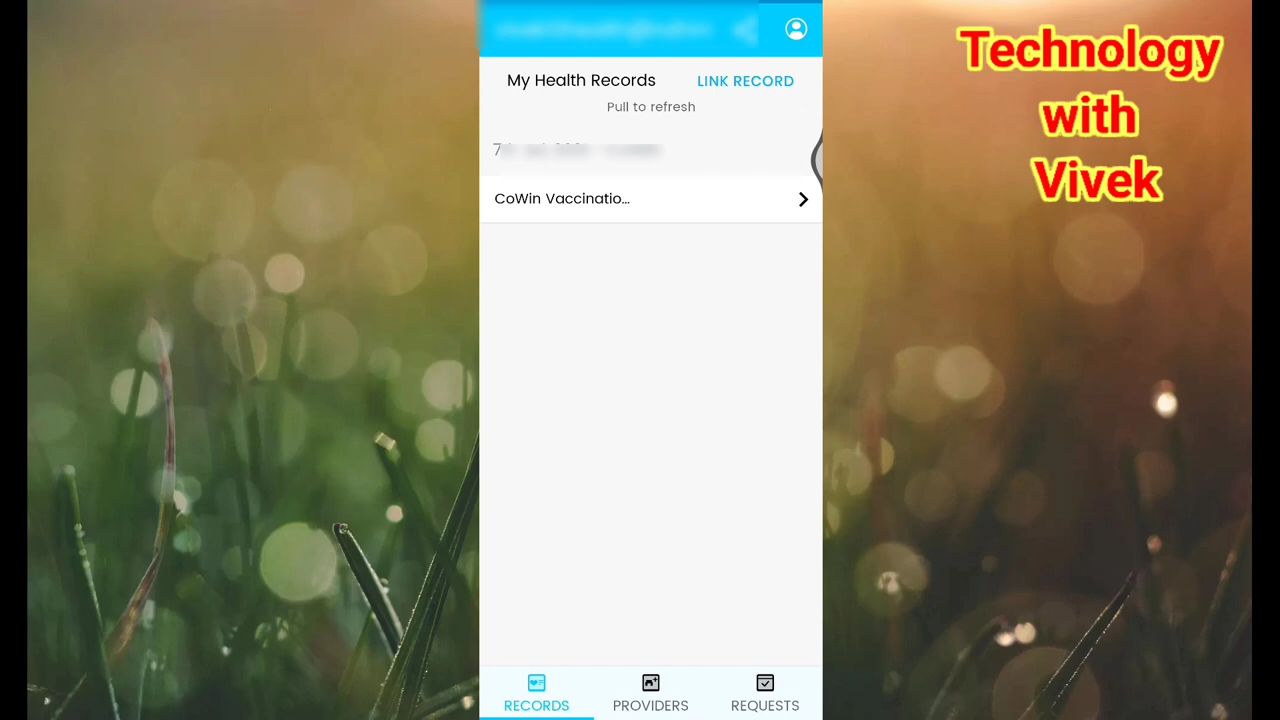 Technology
with
Vivek
My Health Records
LINK RECORD
Pull to refresh
CoWin Vaccinatio...
RECORDS
PROVIDERS
REQUESTS